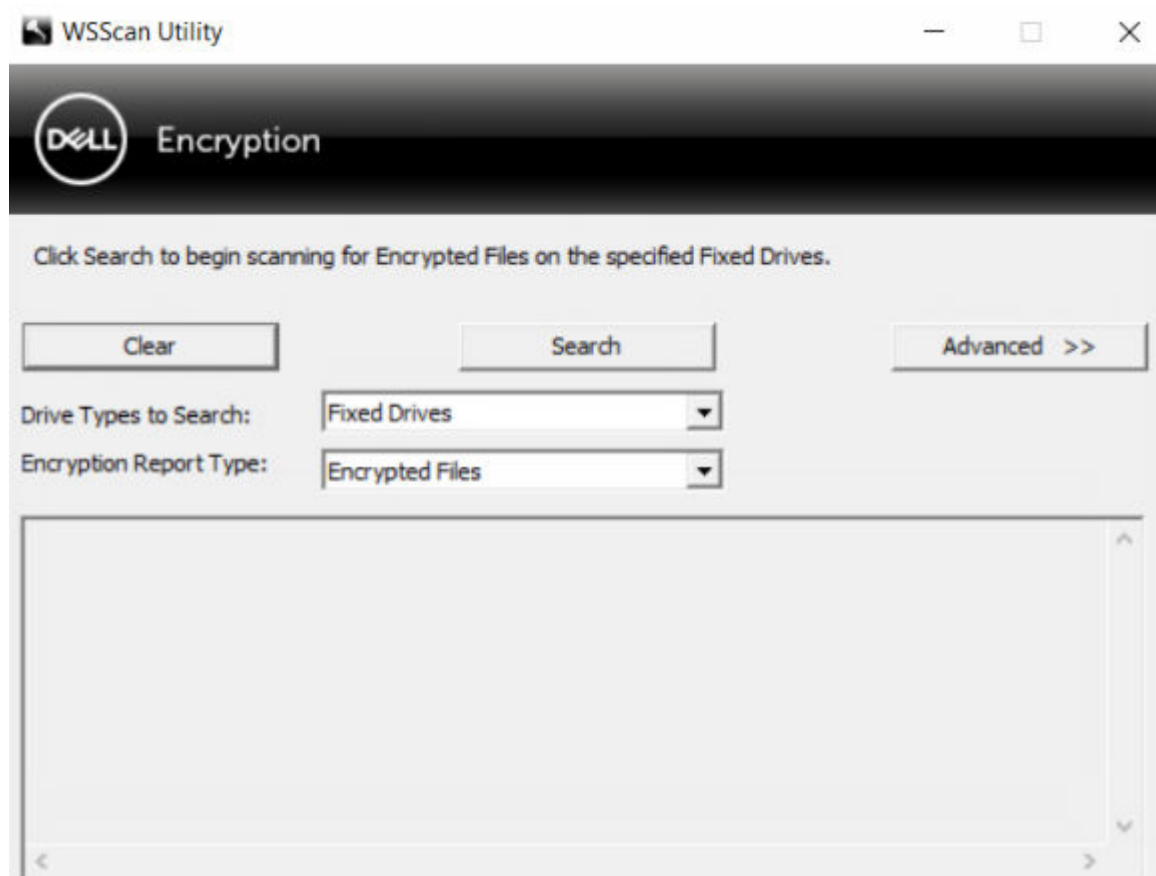 WSScan Utility
DELL Encryption
Click Search to begin scanning for Encrypted Files on the specified Fixed Drives.
Clear Search Advanced >>
Drive Types to Search: Fixed Drives
Encryption Report Type: Encrypted Files